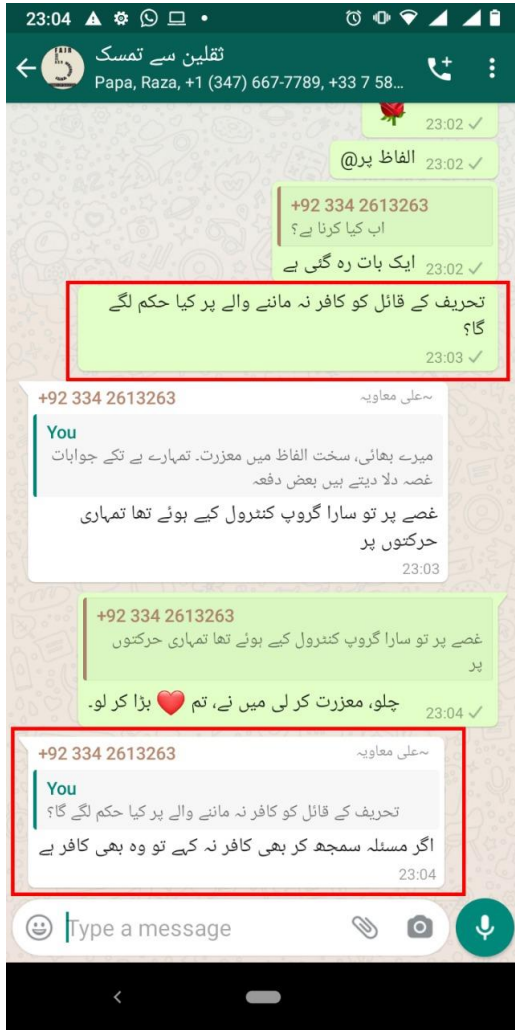 23:04
ثقلین سے تمسک
Papa, Raza, +1 (347) 667-7789, +33 7 58...
23:02
الفاظ پر@
23:02
+92 334 2613263
اب کیا کرنا ہے؟
ایک بات رہ گئی ہے
23:02
تحریف کے قائل کو کافر نہ ماننے والے پر کیا حکم لگے
گا؟
23:03
+92 334 2613263
~علی معاویہ
You
میرے بھائی، سخت الفاظ میں معزرت۔ تمہارے بے تکے جوابات
غصہ دلا دیتے ہیں بعض دفعہ
غصے پر تو سارا گروپ کنٹرول کیے ہوئے تھا تمہاری
حرکتوں پر
23:03
+92 334 2613263
غصے پر تو سارا گروپ کنٹرول کیے ہوئے تھا تمہاری حرکتوں
پر
چلو، معزرت کر لی میں نے، تم ❤️ بڑا کر لو۔
23:04
+92 334 2613263
~علی معاویہ
You
تحریف کے قائل کو کافر نہ ماننے والے پر کیا حکم لگے گا؟
اگر مسئلہ سمجھ کر بھی کافر نہ کہے تو وہ بھی کافر ہے
23:04
Type a message